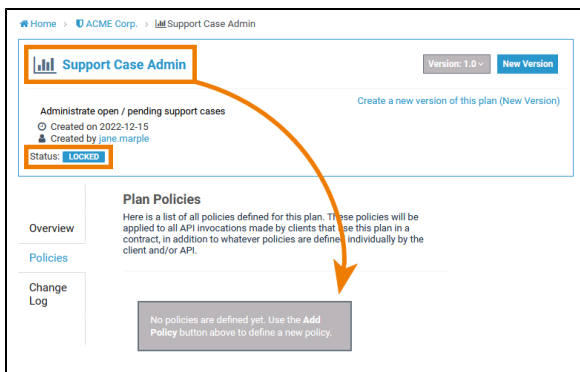 Home > ACME Corp. > Support Case Admin
Support Case Admin
Version: 1.0
New Version
Create a new version of this plan (New Version)
Administrate open / pending support cases
Created on 2022-12-15
Created by jane.marple
Status: LOCKED
Plan Policies
Here is a list of all policies defined for this plan. These policies will be
applied to all API invocations made by clients that use this plan in a
contract, in addition to whatever policies are defined individually by the
client and/or API.
Overview
Policies
Change
Log
No policies are defined yet. Use the Add
Policy button above to define a new policy.